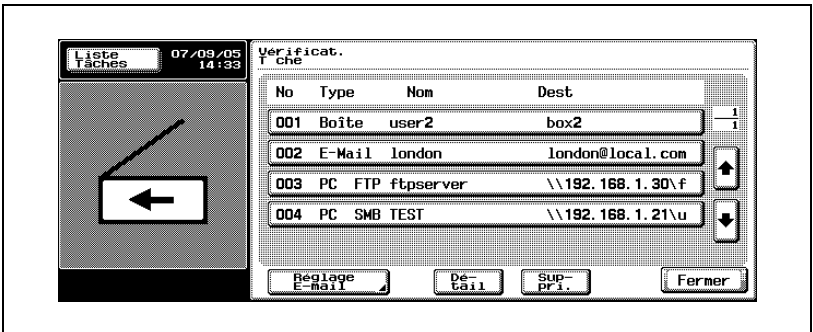 Liste
Tâches
07/09/05
14:33
Vérificat.
T che
No Type Nom Dest
001 Boîte user2 box2
1
1
002 E-Mail london london@local.com
003 PC FTP ftpserver \\192.168.1.30\f
004 PC SMB TEST \\192.168.1.21\u
Réglage
E-mail
Dé-
tail
Sup-
pri.
Fermer